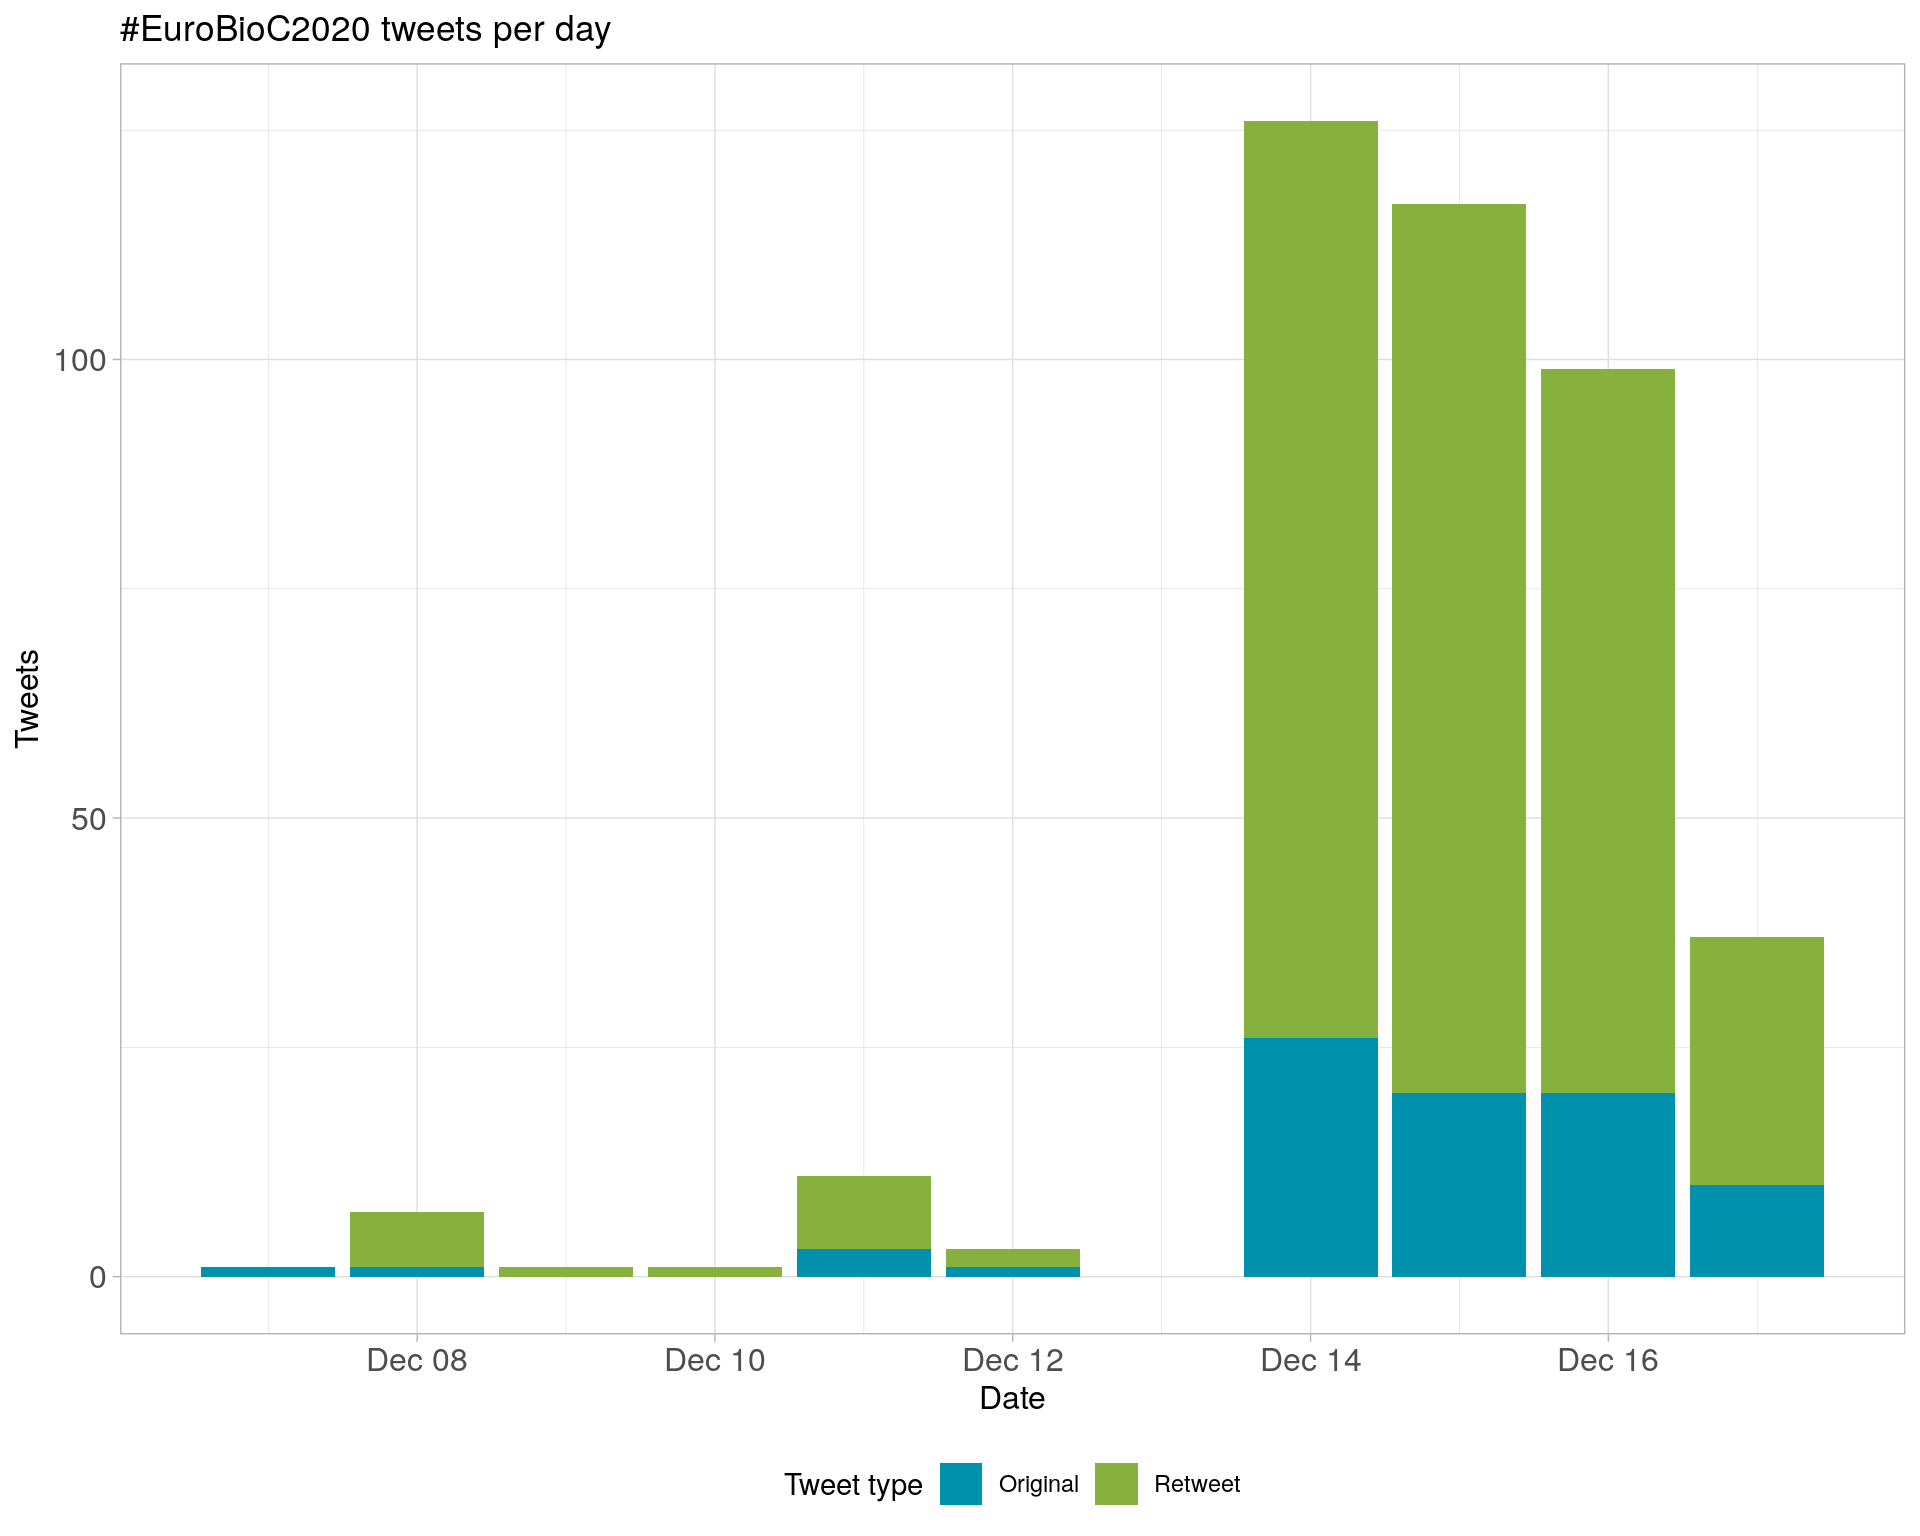 #EuroBioC2020 tweets per day
Tweets
100
50
0
Dec 08 Dec 10 Dec 12 Dec 14 Dec 16
Date
Tweet type Original Retweet